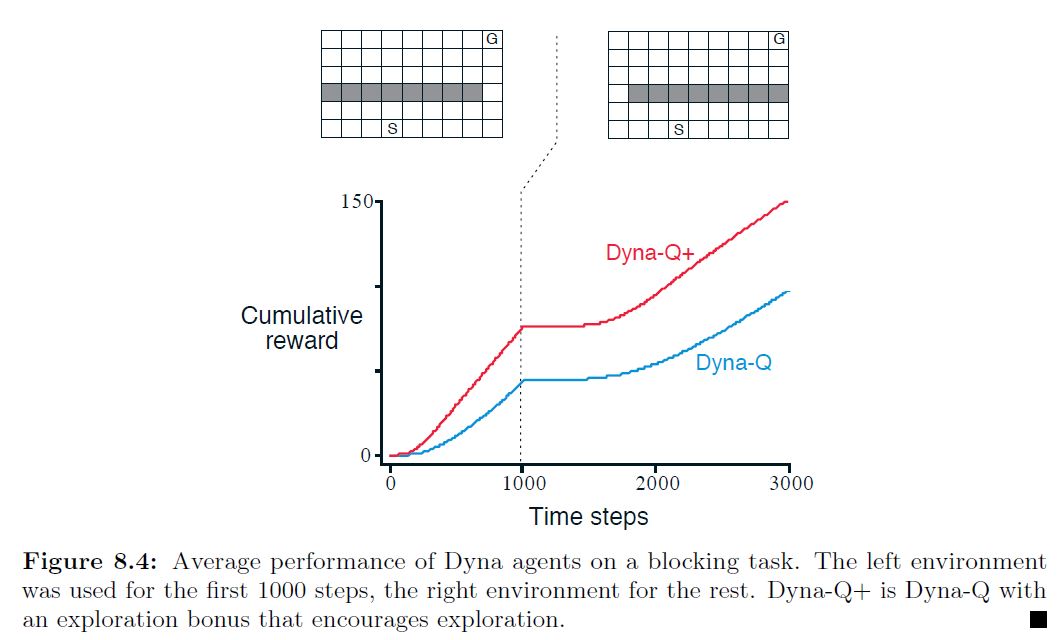 G
G
S
S
150
Dyna-Q+
Cumulative
reward
Dyna-Q
0
0 1000 2000 3000
Time steps
Figure 8.4: Average performance of Dyna agents on a blocking task. The left environment
was used for the first 1000 steps, the right environment for the rest. Dyna-Q+ is Dyna-Q with
an exploration bonus that encourages exploration.